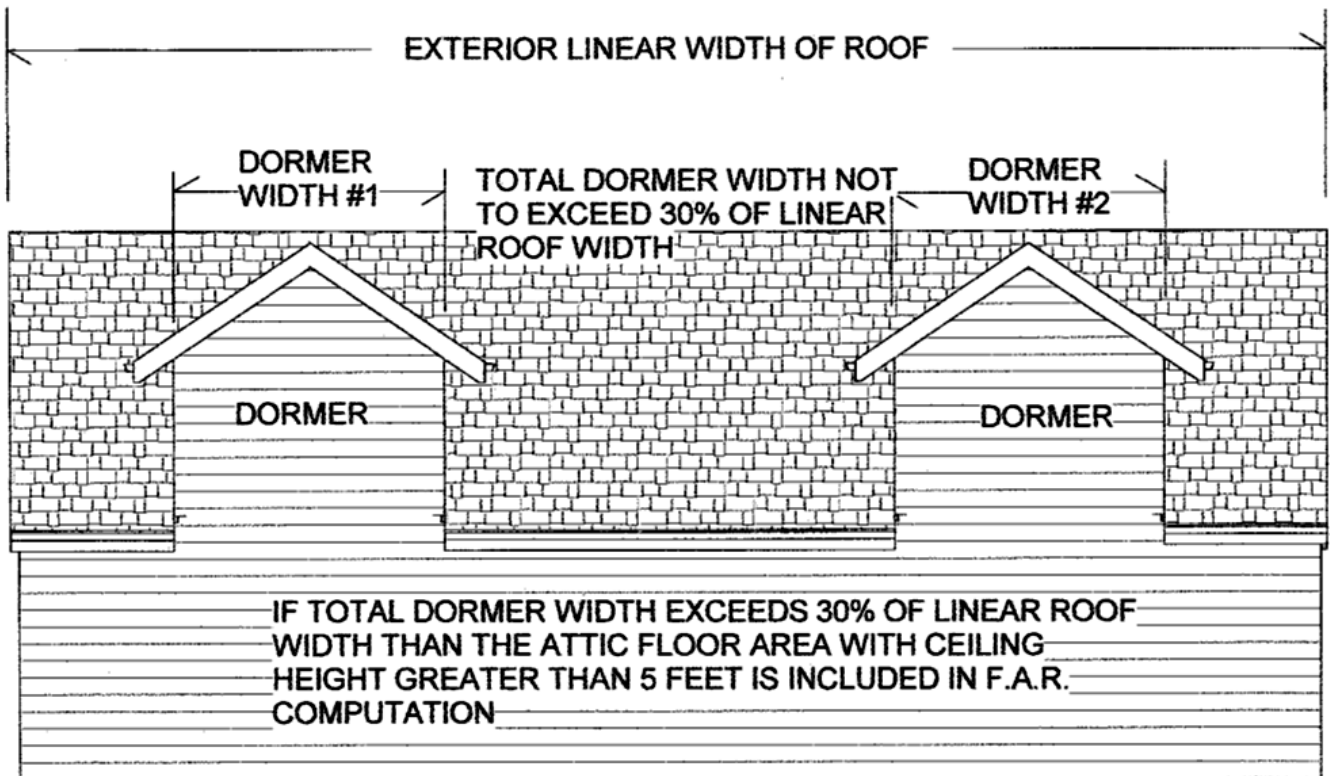 EXTERIOR LINEAR WIDTH OF ROOF
DORMER
WIDTH #1
TOTAL DORMER WIDTH NOT
TO EXCEED 30% OF LINEAR
ROOF WIDTH
DORMER
WIDTH #2
DORMER
DORMER
IF TOTAL DORMER WIDTH EXCEEDS 30% OF LINEAR ROOF
WIDTH THAN THE ATTIC FLOOR AREA WITH CEILING
HEIGHT GREATER THAN 5 FEET IS INCLUDED IN F.A.R.
COMPUTATION